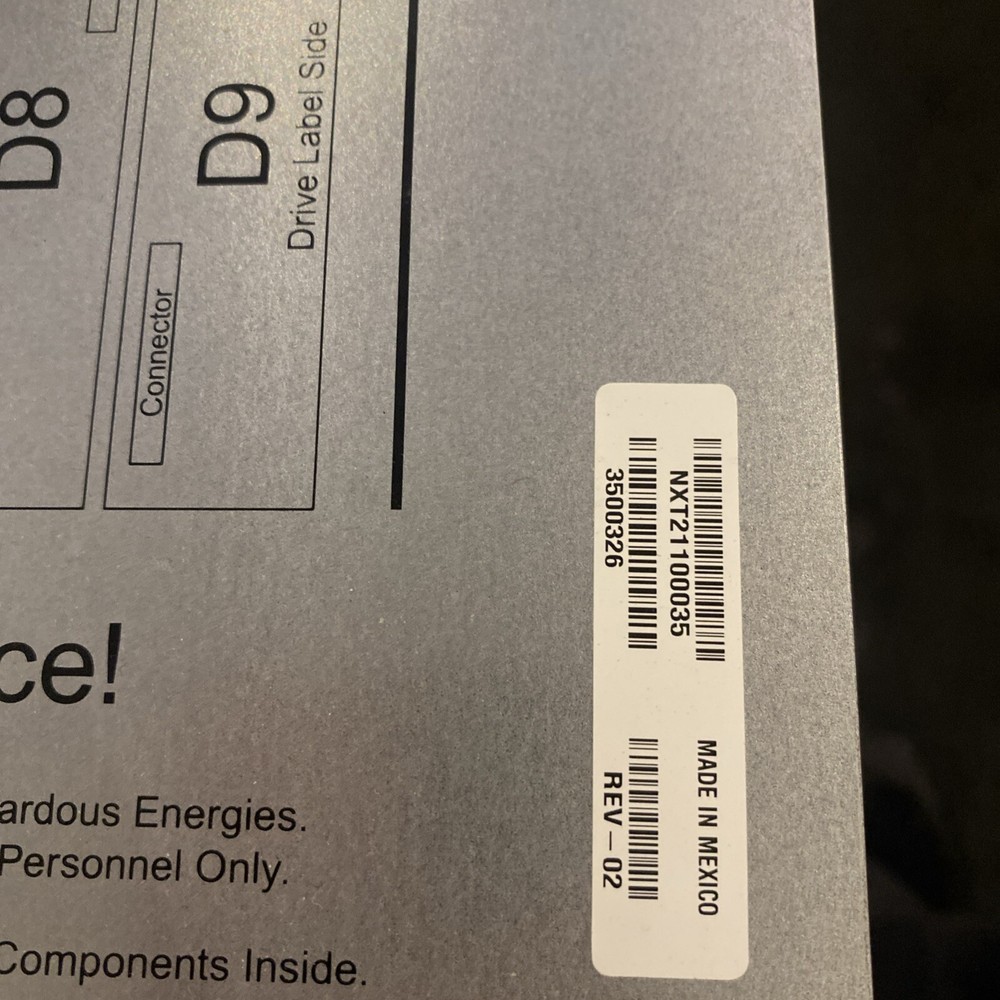 D8
D9
Drive Label Side
Connector
ce!
ardous Energies.
Personnel Only.
Components Inside.
NXT21100035
3500326
MADE IN MEXICO
REV – 02